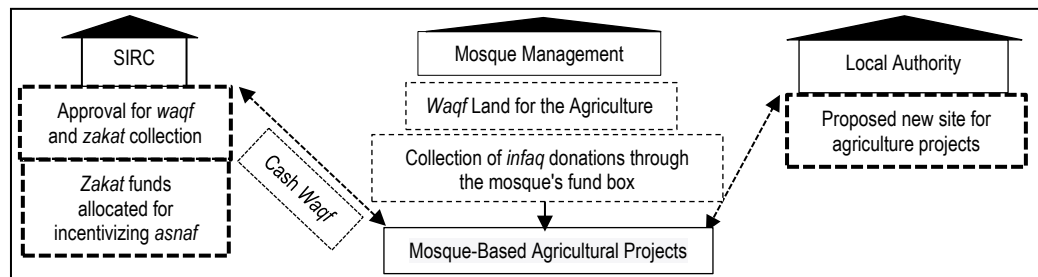 SIRC
Approval for waqf
and zakat collection
Zakat funds
allocated for
incentivizing asnaf
Cash Waqf
Mosque Management
Waqf Land for the Agriculture
Collection of infaq donations through
the mosque's fund box
Mosque-Based Agricultural Projects
Local Authority
Proposed new site for
agriculture projects